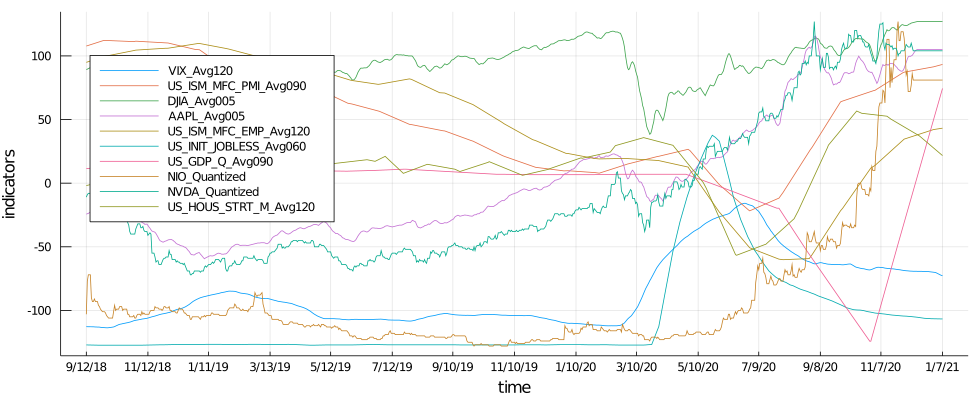 100
50
0
-50
-100
indicators
VIX_Avg120
US_ISM_MFC_PMI_Avg090
DJIA_Avg005
AAPL_Avg005
US_ISM_MFC_EMP_Avg120
US_INIT_JOBLESS_Avg060
US_GDP_Q_Avg090
NIO_Quantized
NVDA_Quantized
US_HOUS_STRT_M_Avg120
9/12/18 11/12/18 1/11/19 3/13/19 5/12/19 7/12/19 9/10/19 11/10/19 1/10/20 3/10/20 5/10/20 7/9/20 9/8/20 11/7/20 1/7/21
time